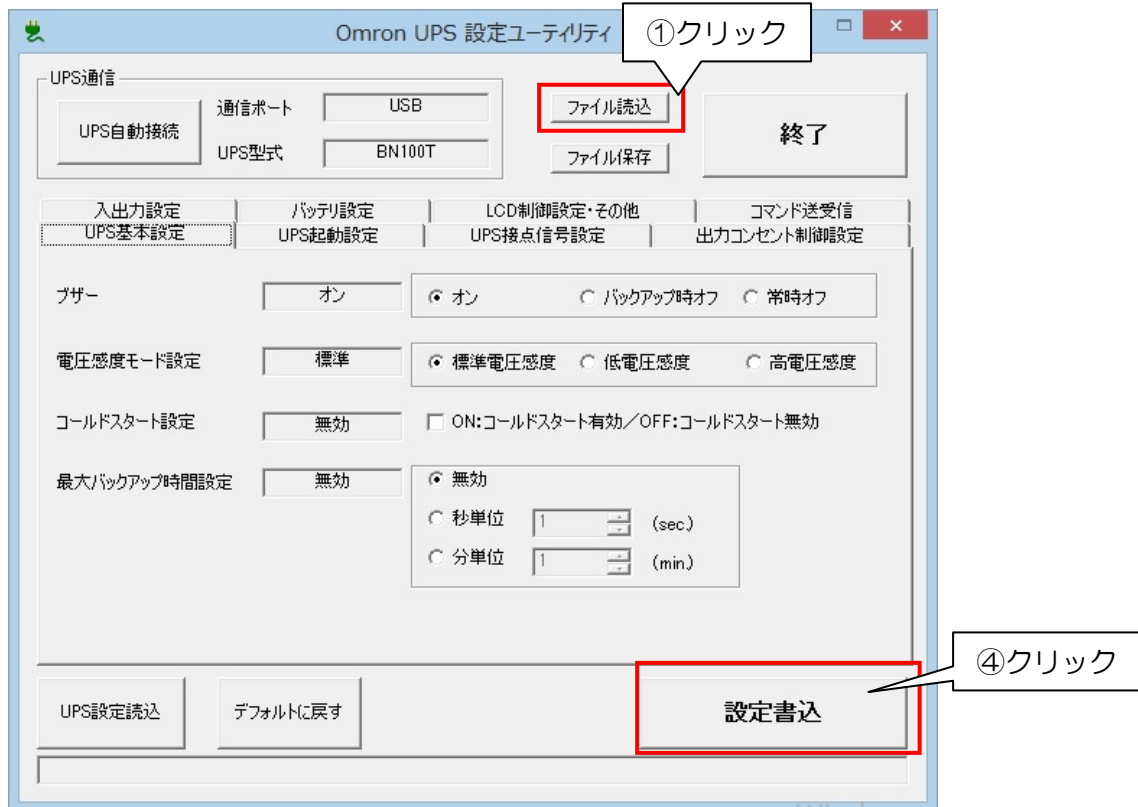 Omron UPS 設定ユーティリティ
①クリック
UPS通信
UPS自動接続
通信ポート
USB
UPS型式
BN100T
ファイル読込
ファイル保存
終了
入出力設定
バッテリ設定
LCD制御設定・その他
コマンド送受信
UPS基本設定
UPS起動設定
UPS接点信号設定
出力コンセント制御設定
ブザー
オン
オン
バックアップ時オフ
常時オフ
電圧感度モード設定
標準
標準電圧感度
低電圧感度
高電圧感度
コールドスタート設定
無効
ON:コールドスタート有効/OFF:コールドスタート無効
最大バックアップ時間設定
無効
無効
秒単位
1
(sec.)
分単位
1
(min.)
④クリック
UPS設定読込
デフォルトに戻す
設定書込